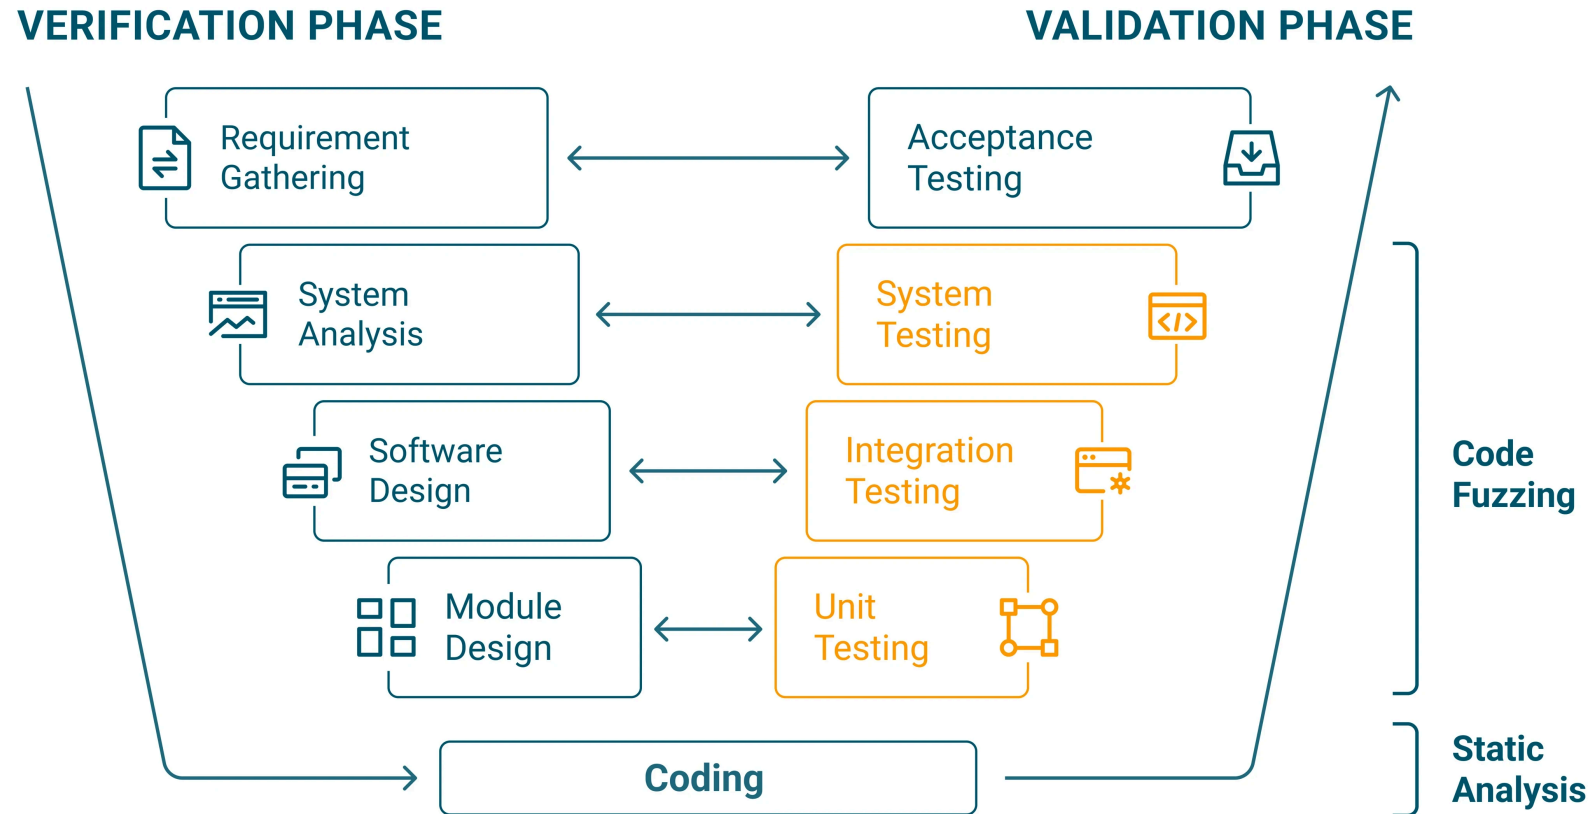 VERIFICATION PHASE
VALIDATION PHASE
Requirement
Gathering
Acceptance
Testing
System
Analysis
System
Testing
</>
Software
Design
Integration
Testing
Code
Fuzzing
Module
Design
Unit
Testing
Coding
Static
Analysis